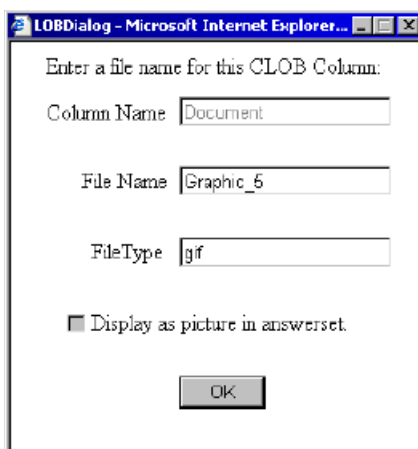 LOBDialog - Microsoft Internet Explorer...
Enter a file name for this CLOB Column:
Column Name Document
File Name Graphic_5
FileType gif
Display as picture in answerset.
OK